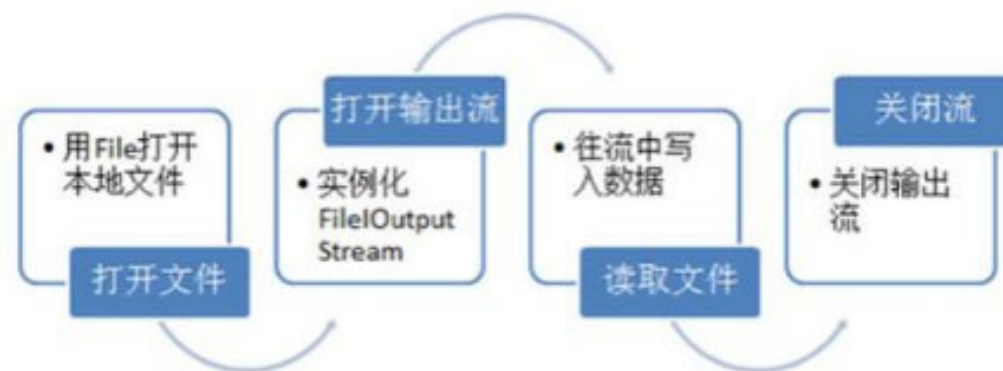 • 用File打开
本地文件
打开文件
打开输出流
• 实例化
FileIOutput
Stream
• 往流中写
入数据
读取文件
关闭流
• 关闭输出
流